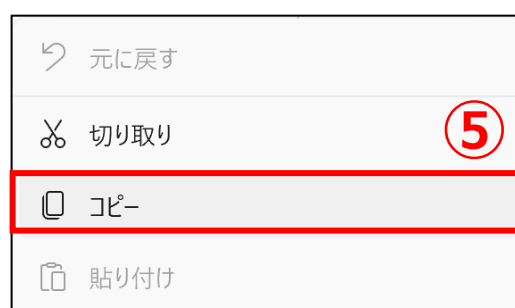 元に戻す
切り取り
⑤
コピー
貼り付け